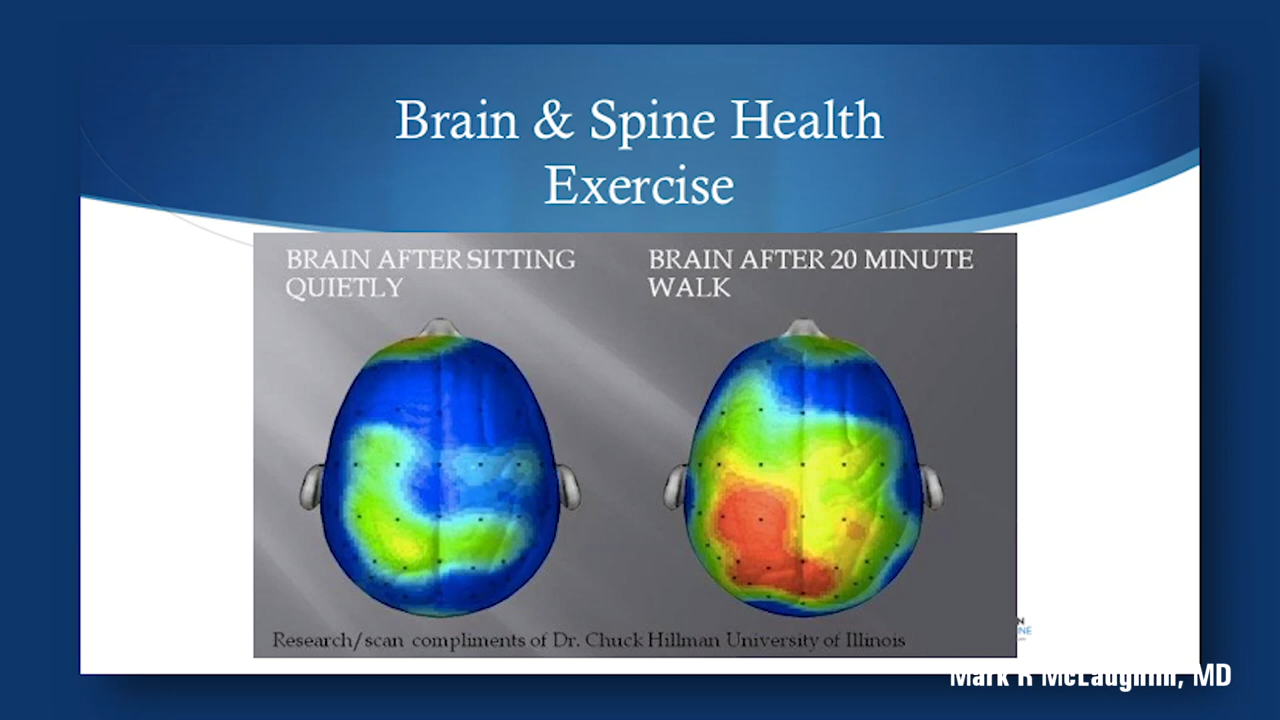 Brain & Spine Health
Exercise
BRAIN AFTER SITTING
QUIETLY
BRAIN AFTER 20 MINUTE
WALK
Research/scan compliments of Dr. Chuck Hillman University of Illinois
N
INE
Mark R McLaughlin, MD